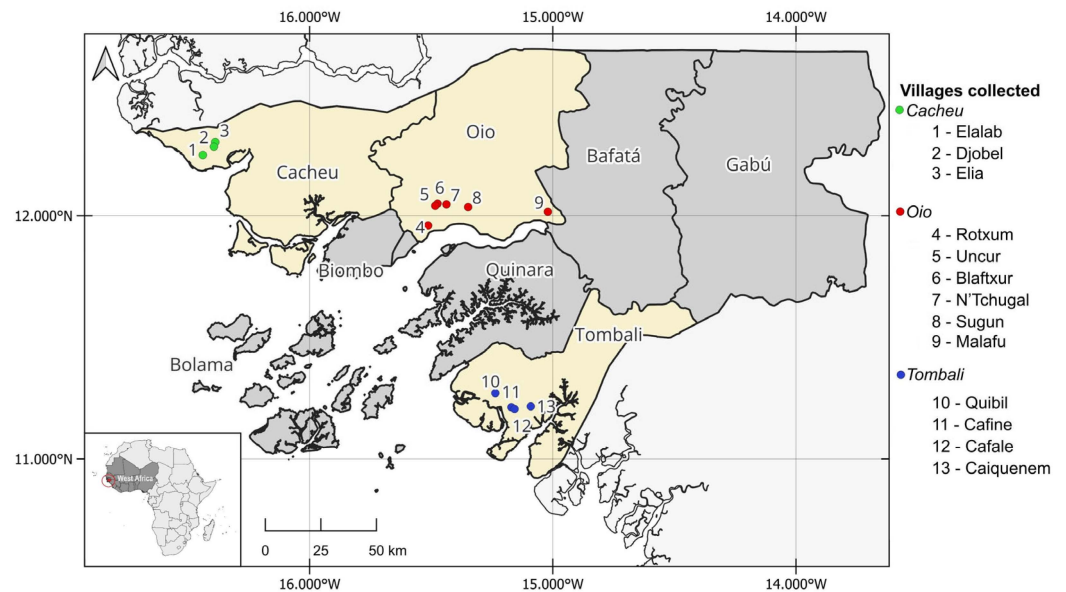 16.000°W
15.000°W
14.000°W
Oio
Bafatá
Gabú
Cacheu
1
2
3
4
5
6
7
8
9
12.000°N
Biombo
Quinara
Tombali
Bolama
10
11
12
13
11.000°N
West Africa
0 25 50 km
16.000°W
15.000°W
14.000°W
Villages collected
Cacheu
1 - Elalab
2 - Djobel
3 - Elia
Oio
4 - Rotxum
5 - Uncur
6 - Blaftxur
7 - N'Tchugal
8 - Sugun
9 - Malafu
Tombali
10 - Quibil
11 - Cafine
12 - Cafale
13 - Caiquenem